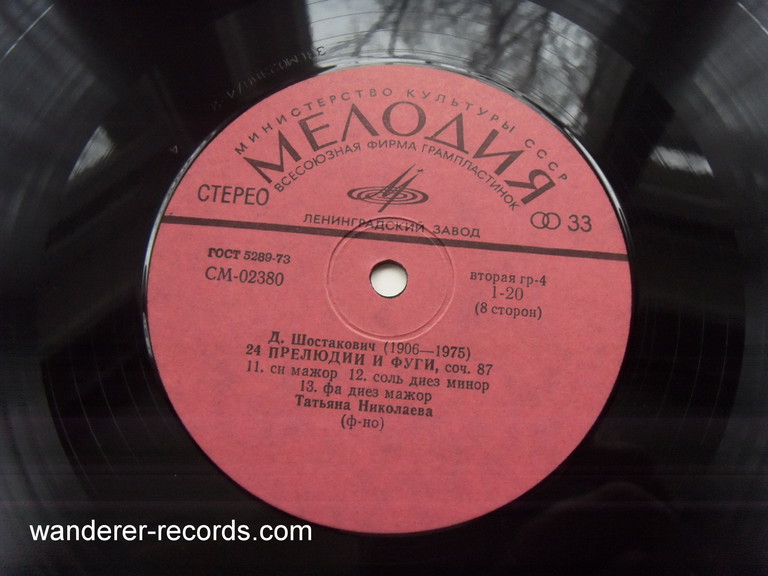 МИНИСТЕРСТВО КУЛЬТУРЫ СССР
МЕЛОДИЯ
ВСЕСОЮЗНАЯ ФИРМА ГРАМПЛАСТИНОК
СТЕРЕО
33
ЛЕНИНГРАДСКИЙ ЗАВОД
ГОСТ 5289-73
СМ-02380
вторая гр-4
1-20
(8 сторон)
Д. Шостакович (1906—1975)
24 ПРЕЛЮДИИ И ФУГИ, соч. 87
11. си мажор 12. соль диез минор
13. фа диез мажор
Татьяна Николаева
(ф-но)
wanderer-records.com